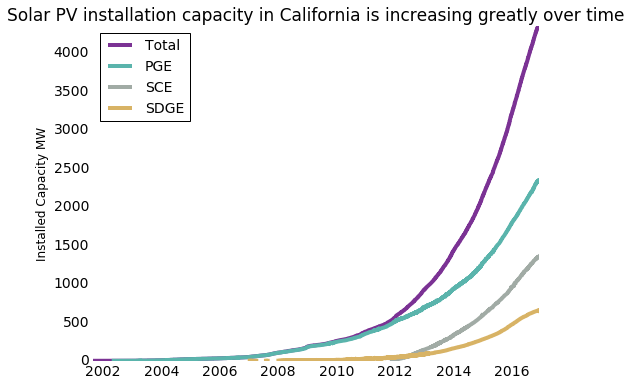 Solar PV installation capacity in California is increasing greatly over time
Total
PGE
SCE
SDGE
Installed Capacity MW
4000
3500
3000
2500
2000
1500
1000
500
0
2002 2004 2006 2008 2010 2012 2014 2016